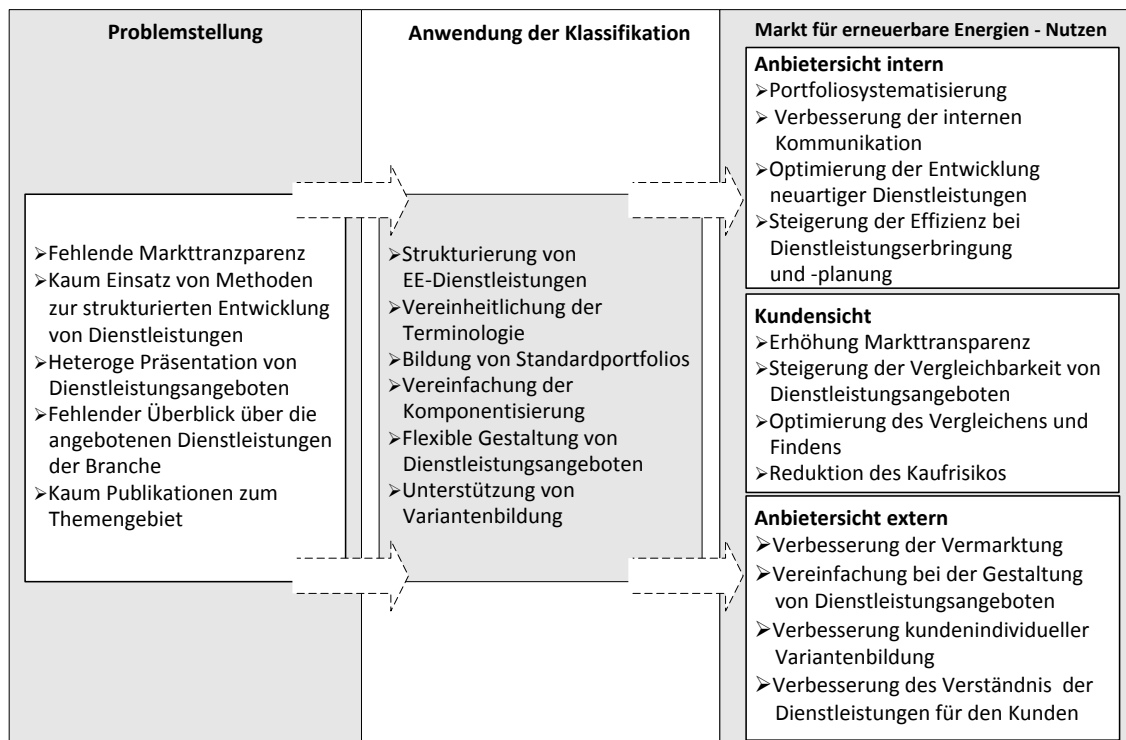 Problemstellung
➢Fehlende Markttranzparenz
➢Kaum Einsatz von Methoden
zur strukturierten Entwicklung
von Dienstleistungen
➢Heteroge Präsentation von
Dienstleistungsangeboten
➢Fehlender Überblick über die
angebotenen Dienstleistungen
der Branche
➢Kaum Publikationen zum
Themengebiet
Anwendung der Klassifikation
➢Strukturierung von
EE-Dienstleistungen
➢Vereinheitlichung der
Terminologie
➢Bildung von Standardportfolios
➢Vereinfachung der
Komponentisierung
➢Flexible Gestaltung von
Dienstleistungsangeboten
➢Unterstützung von
Variantenbildung
Markt für erneuerbare Energien - Nutzen
Anbietersicht intern
➢Portfoliosystematisierung
➢ Verbesserung der internen
Kommunikation
➢Optimierung der Entwicklung
neuartiger Dienstleistungen
➢Steigerung der Effizienz bei
Dienstleistungserbringung
und -planung
Kundensicht
➢Erhöhung Markttransparenz
➢Steigerung der Vergleichbarkeit von
Dienstleistungsangeboten
➢Optimierung des Vergleichens und
Findens
➢Reduktion des Kaufrisikos
Anbietersicht extern
➢Verbesserung der Vermarktung
➢Vereinfachung bei der Gestaltung
von Dienstleistungsangeboten
➢Verbesserung kundenindividueller
Variantenbildung
➢Verbesserung des Verständnis der
Dienstleistungen für den Kunden